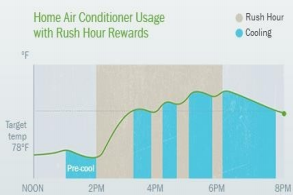 Home Air Conditioner Usage
with Rush Hour Rewards
Rush Hour
Cooling
°F
Target
temp
78°F
Pre-cool
NOON
2PM
4PM
6PM
8PM